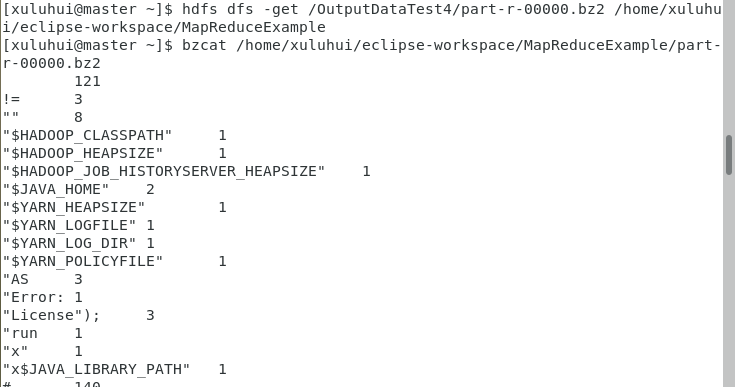 [xuluhui@master ~]$ hdfs dfs -get /OutputDataTest4/part-r-00000.bz2 /home/xuluhu
i/eclipse-workspace/MapReduceExample
[xuluhui@master ~]$ bzcat /home/xuluhui/eclipse-workspace/MapReduceExample/part-
r-00000.bz2
        121
!=      3
""      8
"$HADOOP_CLASSPATH"     1
"$HADOOP_HEAPSIZE"      1
"$HADOOP_JOB_HISTORYSERVER_HEAPSIZE"    1
"$JAVA_HOME"    2
"$YARN_HEAPSIZE"        1
"$YARN_LOGFILE" 1
"$YARN_LOG_DIR" 1
"$YARN_POLICYFILE"      1
"AS     3
"Error: 1
"License");     3
"run    1
"x"     1
"x$JAVA_LIBRARY_PATH"   1
#       140